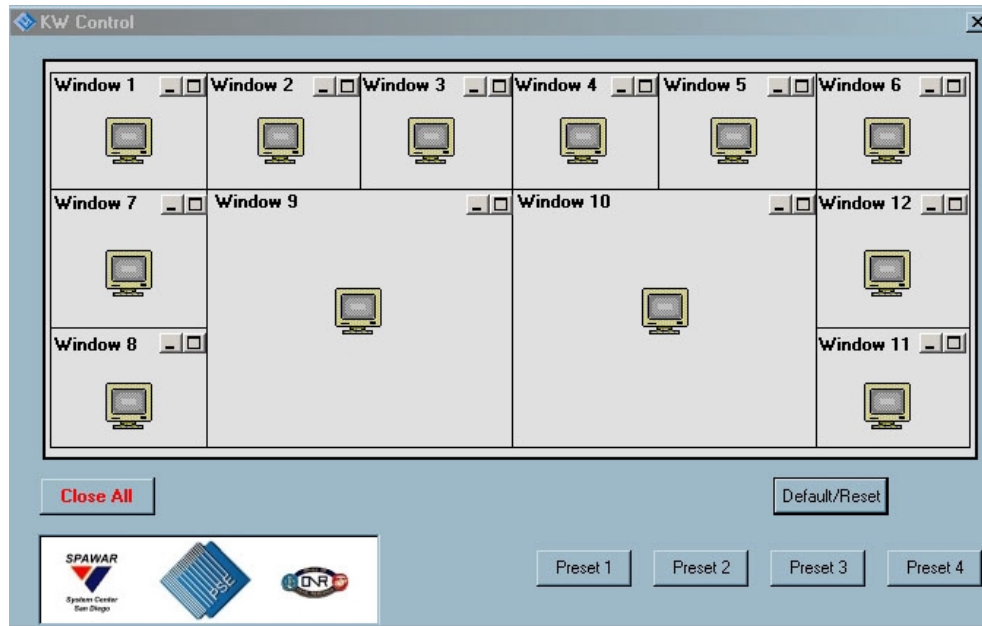 KW Control
Window 1 Window 2 Window 3 Window 4 Window 5 Window 6
Window 7 Window 9 Window 10 Window 12
Window 8 Window 11
Close All Default/Reset
Preset 1 Preset 2 Preset 3 Preset 4
SPAWAR
System Center
San Diego
PSE